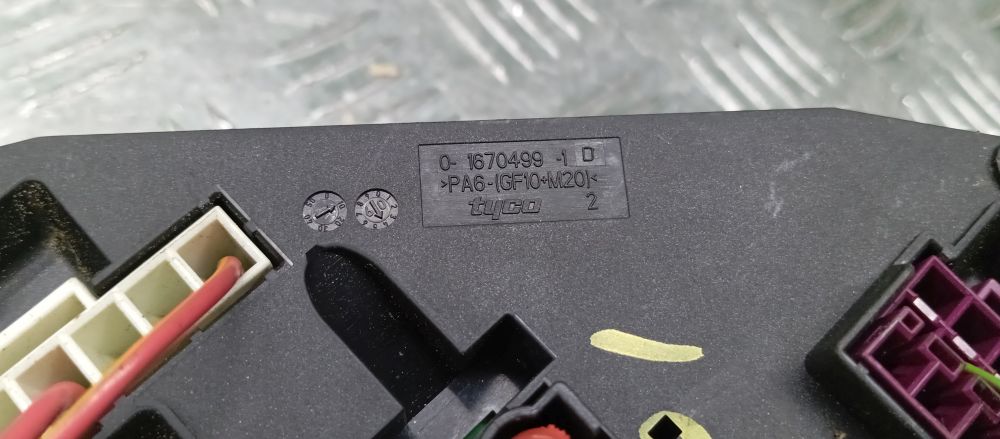 0- 1670499 -1 D
>PA6-(GF10+M20)<
tyco 2